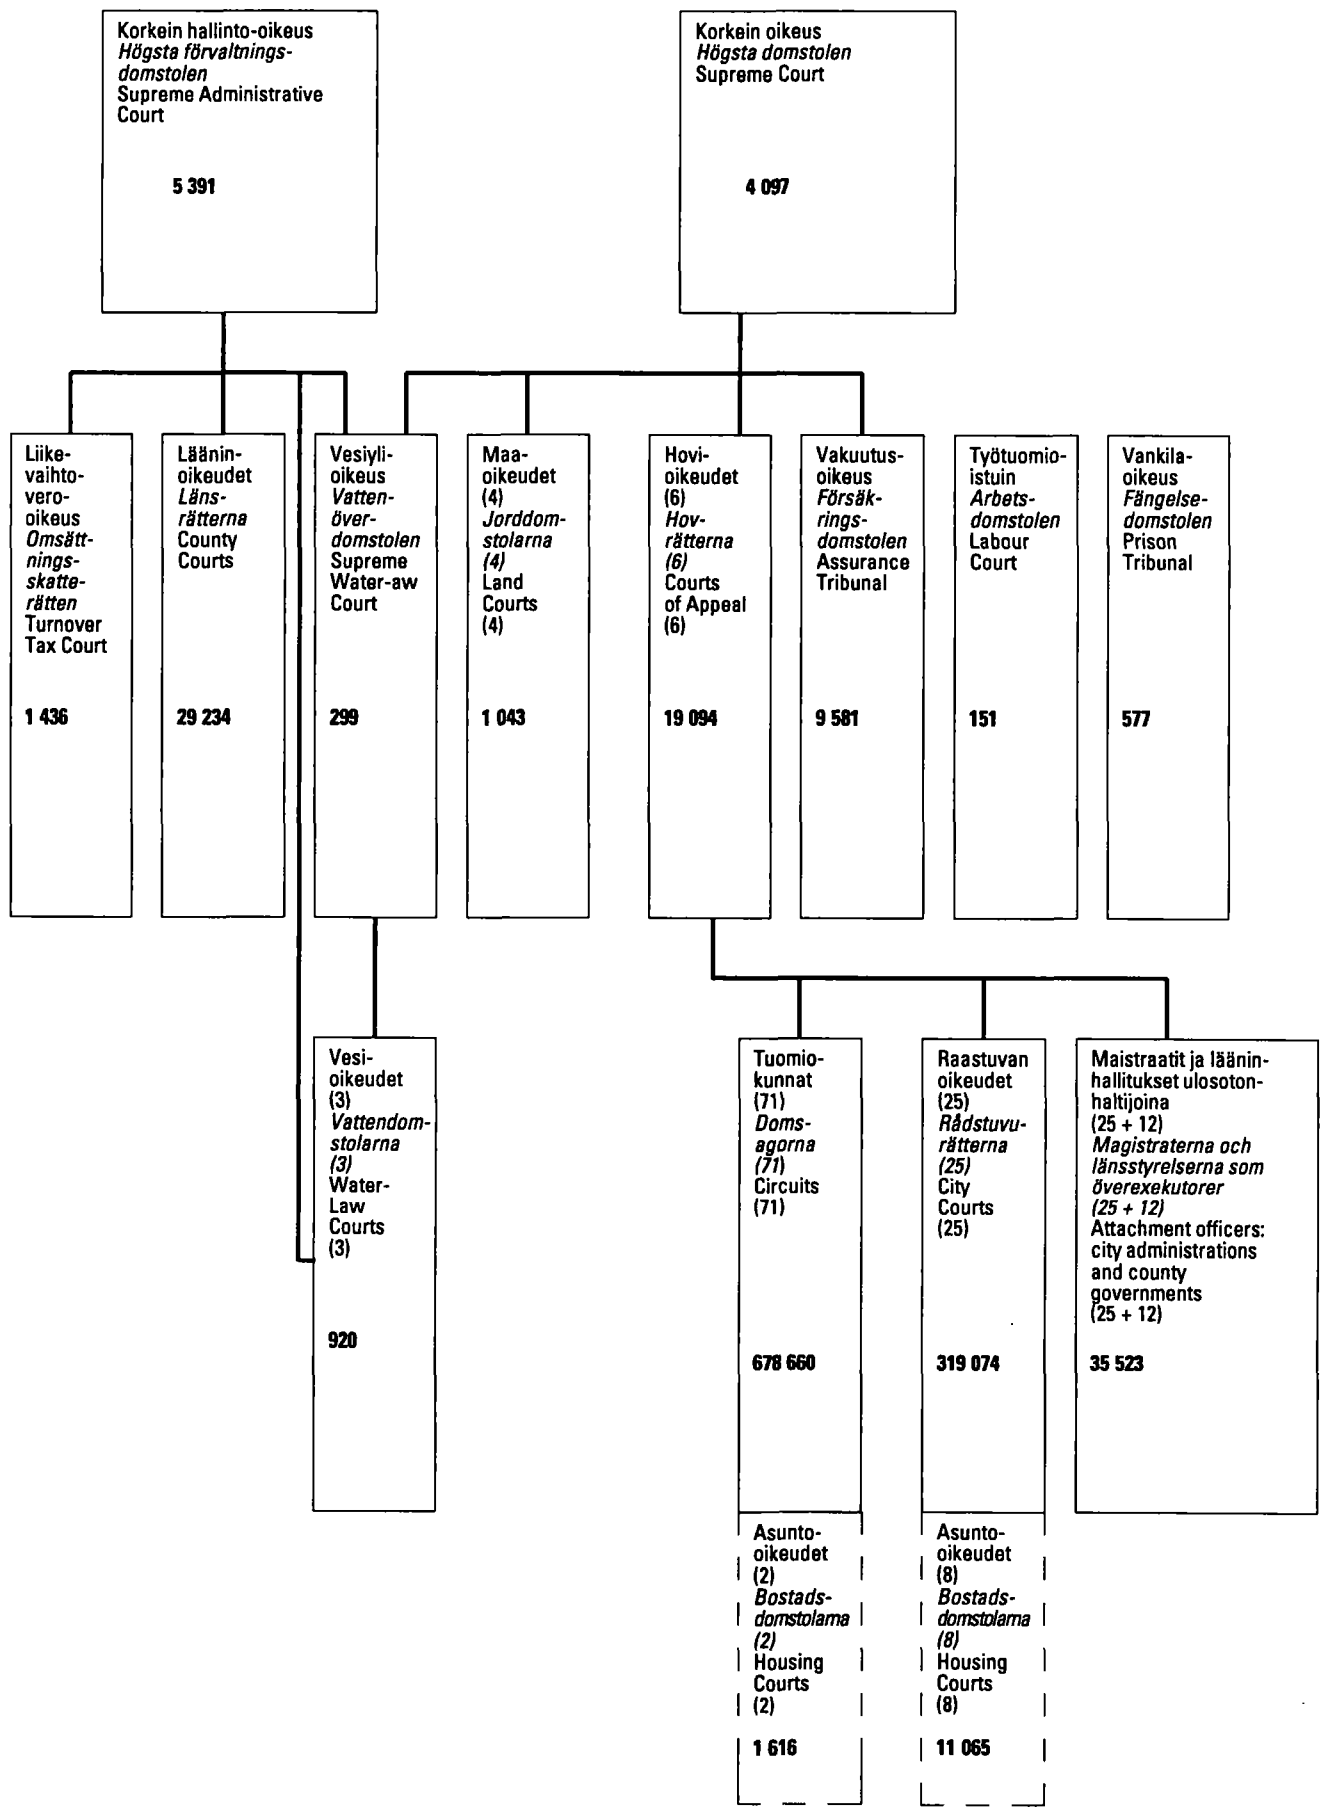 Korkein hallinto-oikeus
Högsta förvaltnings-
domstolen
Supreme Administrative
Court
5 391
Korkein oikeus
Högsta domstolen
Supreme Court
4 097
Liike-
vaihto-
vero-
oikeus
Omsätt-
nings-
skatte-
rätten
Turnover
Tax Court
1 436
Läänin-
oikeudet
Läns-
rätterna
County
Courts
29 234
Vesiyli-
oikeus
Vatten-
över-
domstolen
Supreme
Water-aw
Court
299
Maa-
oikeudet
(4)
Jorddom-
stolarna
(4)
Land
Courts
(4)
1 043
Hovi-
oikeudet
(6)
Hov-
rätterna
(6)
Courts
of Appeal
(6)
19 094
Vakuutus-
oikeus
Försäk-
rings-
domstolen
Assurance
Tribunal
9 581
Työtuomio-
istuin
Arbets-
domstolen
Labour
Court
151
Vankila-
oikeus
Fängelse-
domstolen
Prison
Tribunal
577
Vesi-
oikeudet
(3)
Vattendom-
stolarna
(3)
Water-
Law
Courts
(3)
920
Tuomio-
kunnat
(71)
Doms-
agorna
(71)
Circuits
(71)
678 660
Raastuvan
oikeudet
(25)
Rådstuvu-
rätterna
(25)
City
Courts
(25)
319 074
Maistraatit ja läänin-
hallitukset ulosoton-
haltijoina
(25 + 12)
Magistraterna och
länsstyrelserna som
överexekutorer
(25 + 12)
Attachment officers:
city administrations
and county
governments
(25 + 12)
35 523
Asunto-
oikeudet
(2)
Bostads-
domstolarna
(2)
Housing
Courts
(2)
1 616
Asunto-
oikeudet
(8)
Bostads-
domstolarna
(8)
Housing
Courts
(8)
11 065